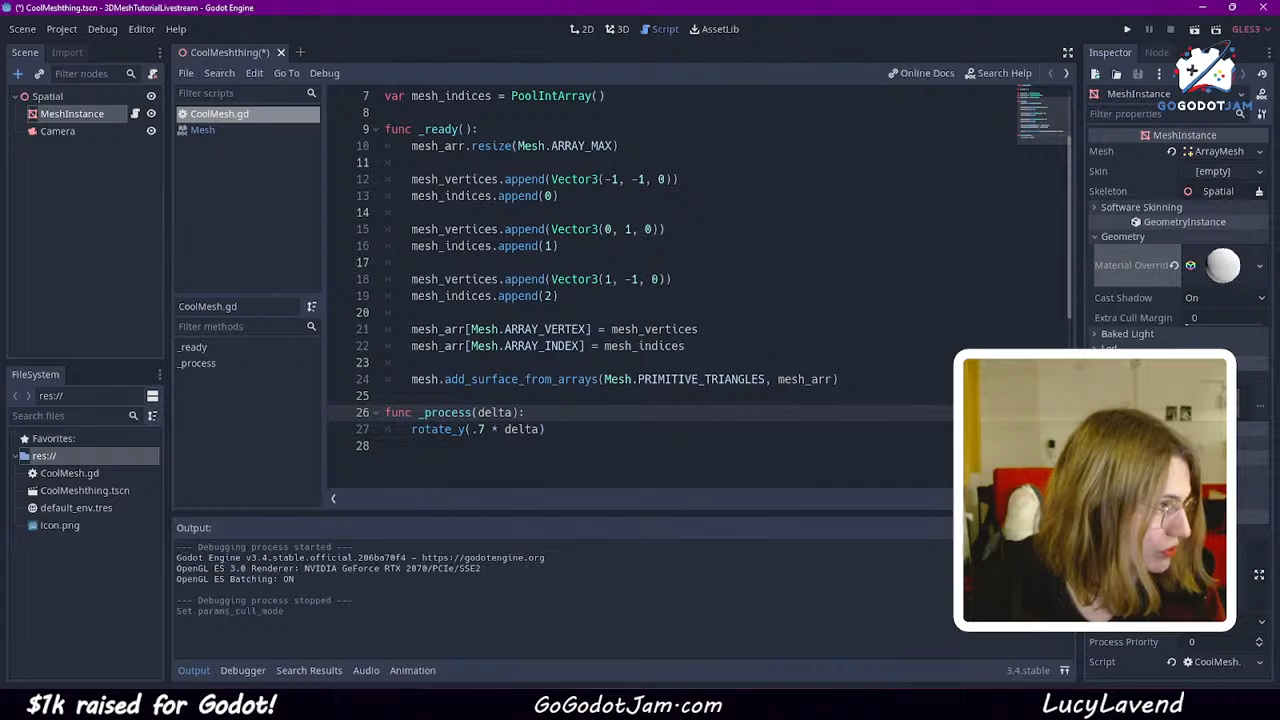 (*) CoolMeshthing.tscn - 3DMeshTutorialLivestream - Godot Engine
Scene Project Debug Editor Help
2D 3D Script AssetLib
GLES3
Scene Import
Filter nodes
Spatial
MeshInstance
Camera
FileSystem
res://
Search files
Favorites:
res://
CoolMesh.gd
CoolMeshthing.tscn
default_env.tres
icon.png
CoolMeshthing(*)
File Search Edit Go To Debug
Online Docs Search Help
Filter scripts
CoolMesh.gd
Mesh
CoolMesh.gd
Filter methods
_ready
_process
7 var mesh_indices = PoolIntArray()
8
9 func _ready():
10 mesh_arr.resize(Mesh.ARRAY_MAX)
11
12 mesh_vertices.append(Vector3(-1, -1, 0))
13 mesh_indices.append(0)
14
15 mesh_vertices.append(Vector3(0, 1, 0))
16 mesh_indices.append(1)
17
18 mesh_vertices.append(Vector3(1, -1, 0))
19 mesh_indices.append(2)
20
21 mesh_arr[Mesh.ARRAY_VERTEX] = mesh_vertices
22 mesh_arr[Mesh.ARRAY_INDEX] = mesh_indices
23
24 mesh.add_surface_from_arrays(Mesh.PRIMITIVE_TRIANGLES, mesh_arr)
25
26 func _process(delta):
27 rotate_y(.7 * delta)
28
Output:
--- Debugging process started ---
Godot Engine v3.4.stable.official.206ba70f4 - https://godotengine.org
OpenGL ES 3.0 Renderer: NVIDIA GeForce RTX 2070/PCIe/SSE2
OpenGL ES Batching: ON
--- Debugging process stopped ---
Set params_cull_mode
Output Debugger Search Results Audio Animation
3.4.stable
Inspector Node
MeshInstance
GOGODOTJAM
Filter properties
MeshInstance
Mesh ArrayMesh
Skin [empty]
Skeleton Spatial
Software Skinning
GeometryInstance
Geometry
Material Overrid
Cast Shadow On
Extra Cull Margin 0
Baked Light
Process Priority 0
Script CoolMesh.
$1k raised for Godot!
GoGodotJam.com
LucyLavend